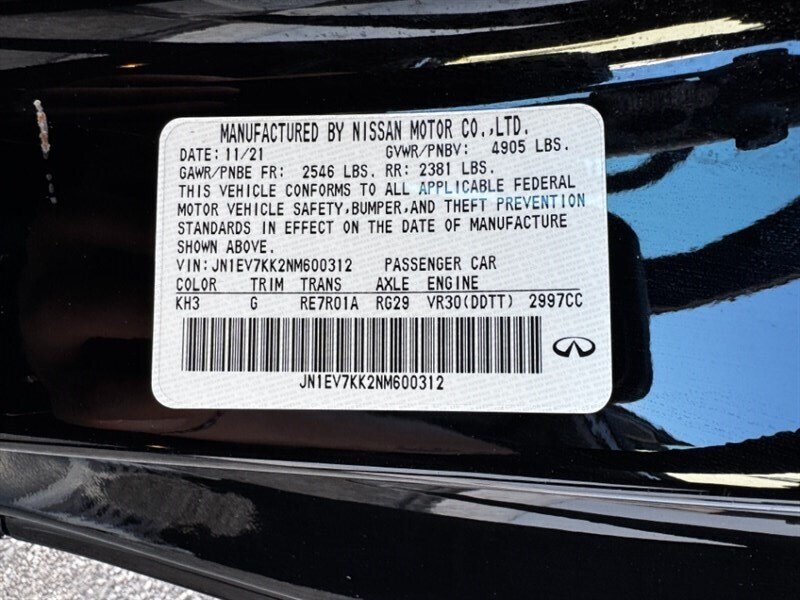 MANUFACTURED BY NISSAN MOTOR CO.,LTD.
DATE: 11/21 GVWR/PNBV: 4905 LBS.
GAWR/PNBE FR: 2546 LBS. RR: 2381 LBS.
THIS VEHICLE CONFORMS TO ALL APPLICABLE FEDERAL
MOTOR VEHICLE SAFETY,BUMPER,AND THEFT PREVENTION
STANDARDS IN EFFECT ON THE DATE OF MANUFACTURE
SHOWN ABOVE.
VIN:JN1EV7KK2NM600312 PASSENGER CAR
COLOR TRIM TRANS AXLE ENGINE
KH3 G RE7R01A RG29 VR30(DDTT) 2997CC
JN1EV7KK2NM600312